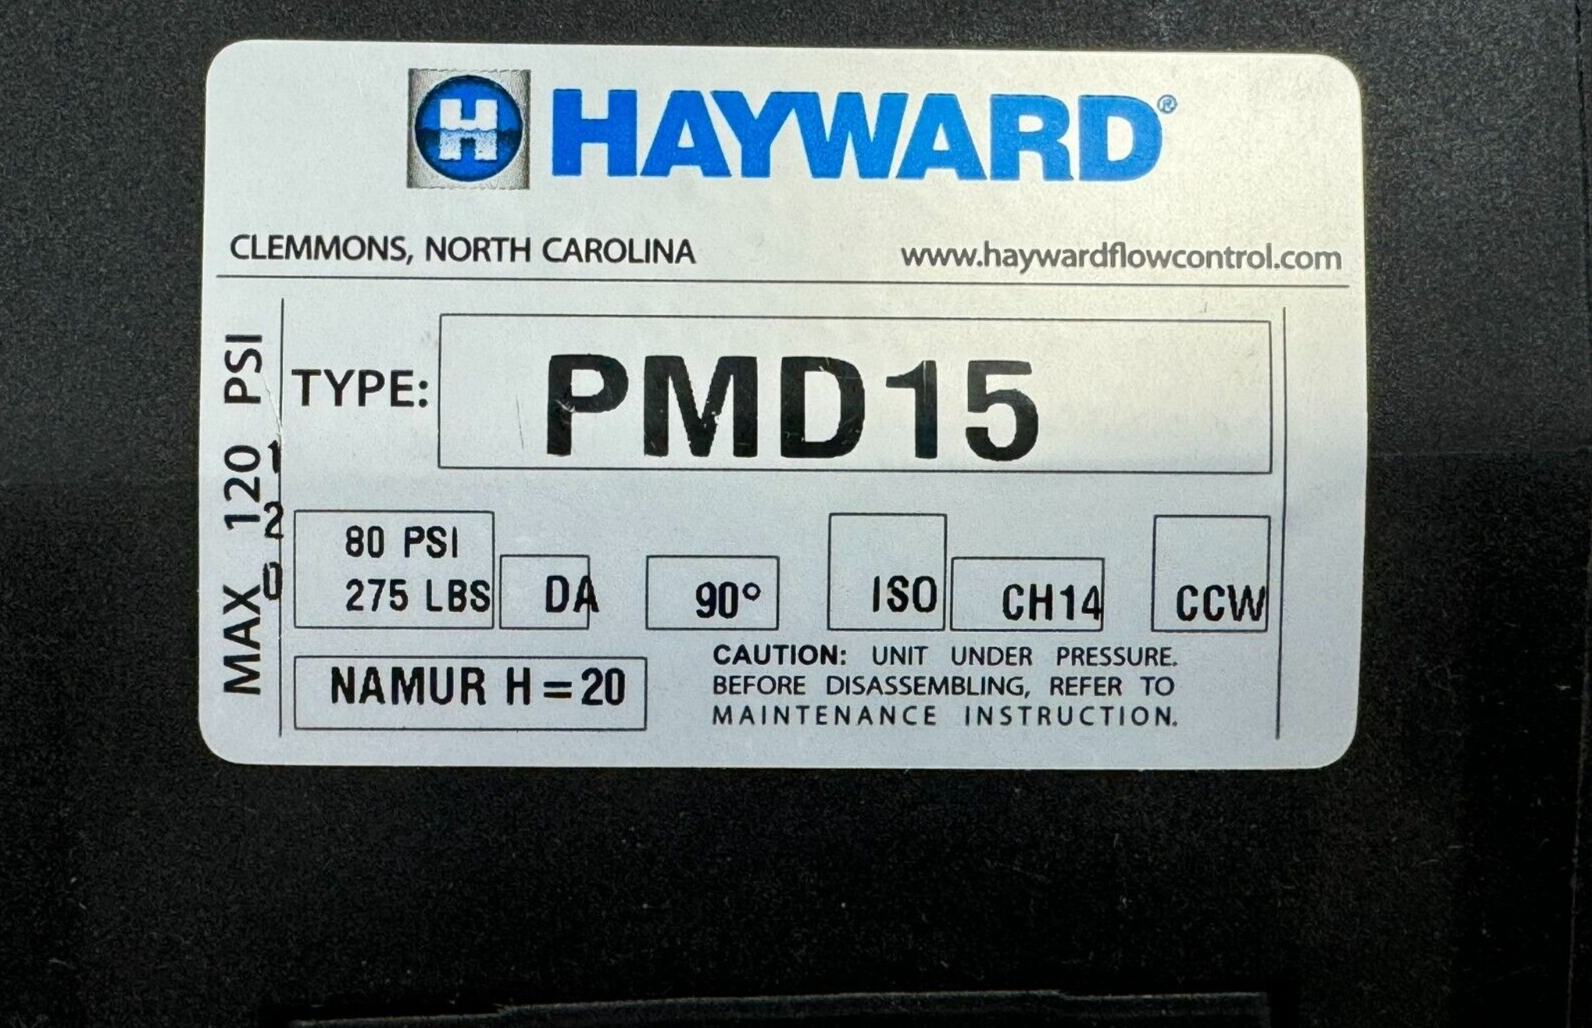 H HAYWARD®
CLEMMONS, NORTH CAROLINA
www.haywardflowcontrol.com
MAX 120 PSI
120
TYPE: PMD15
80 PSI
275 LBS
DA
90°
ISO
CH14
CCW
NAMUR H=20
CAUTION: UNIT UNDER PRESSURE.
BEFORE DISASSEMBLING, REFER TO
MAINTENANCE INSTRUCTION.